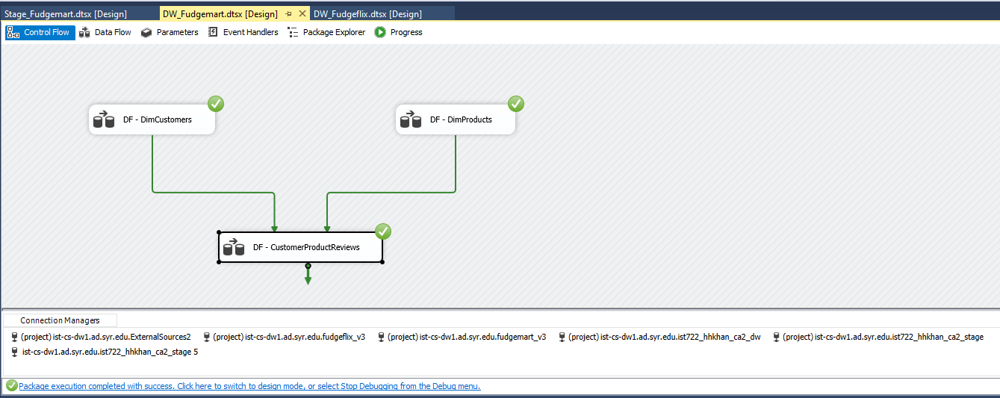 Stage_Fudgemart.dtsx [Design] DW_Fudgemart.dtsx [Design] DW_Fudgeflix.dtsx [Design]
Control Flow Data Flow Parameters Event Handlers Package Explorer Progress
DF - DimCustomers DF - DimProducts
DF - CustomerProductReviews
Connection Managers
(project) ist-cs-dw1.ad.syr.edu.ExternalSources2 (project) ist-cs-dw1.ad.syr.edu.fudgeflix_v3 (project) ist-cs-dw1.ad.syr.edu.fudgemart_v3 (project) ist-cs-dw1.ad.syr.edu.ist722_hhkhan_ca2_dw (project) ist-cs-dw1.ad.syr.edu.ist722_hhkhan_ca2_stage
ist-cs-dw1.ad.syr.edu.ist722_hhkhan_ca2_stage 5
Package execution completed with success. Click here to switch to design mode, or select Stop Debugging from the Debug menu.